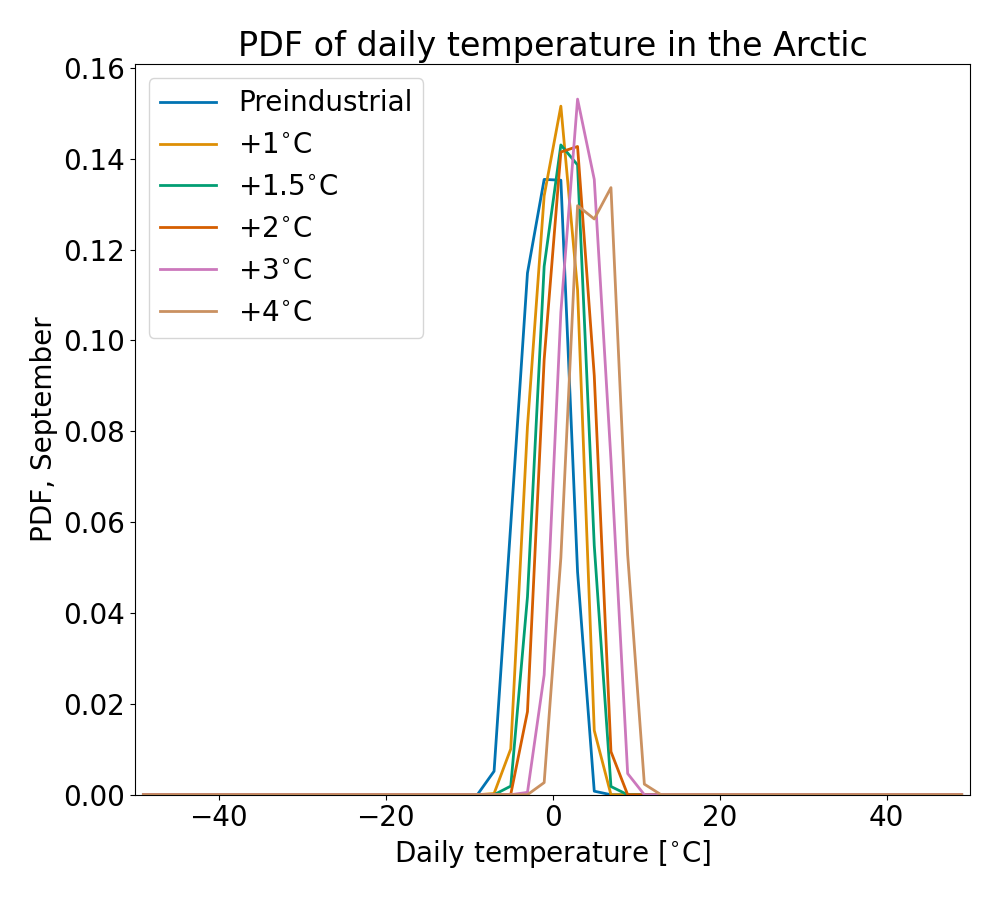 PDF of daily temperature in the Arctic
0.16
0.14
0.12
0.10
0.08
0.06
0.04
0.02
0.00
PDF, September
Preindustrial
+1°C
+1.5°C
+2°C
+3°C
+4°C
−40
−20
0
20
40
Daily temperature [°C]